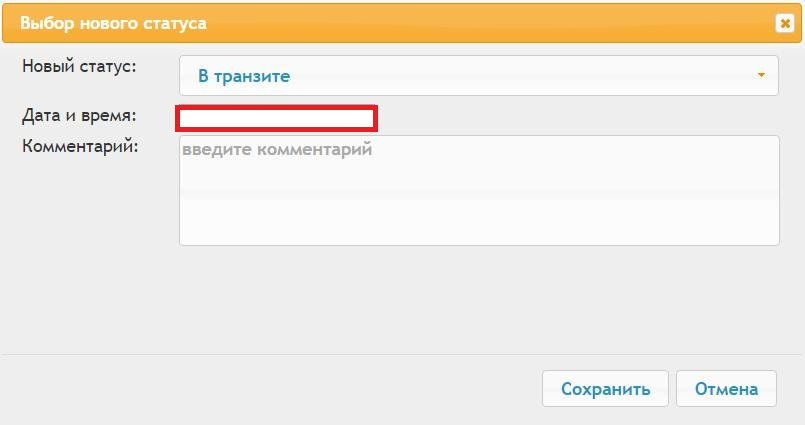 Выбор нового статуса
Новый статус:
В транзите
Дата и время:
Комментарий:
введите комментарий
Сохранить
Отмена